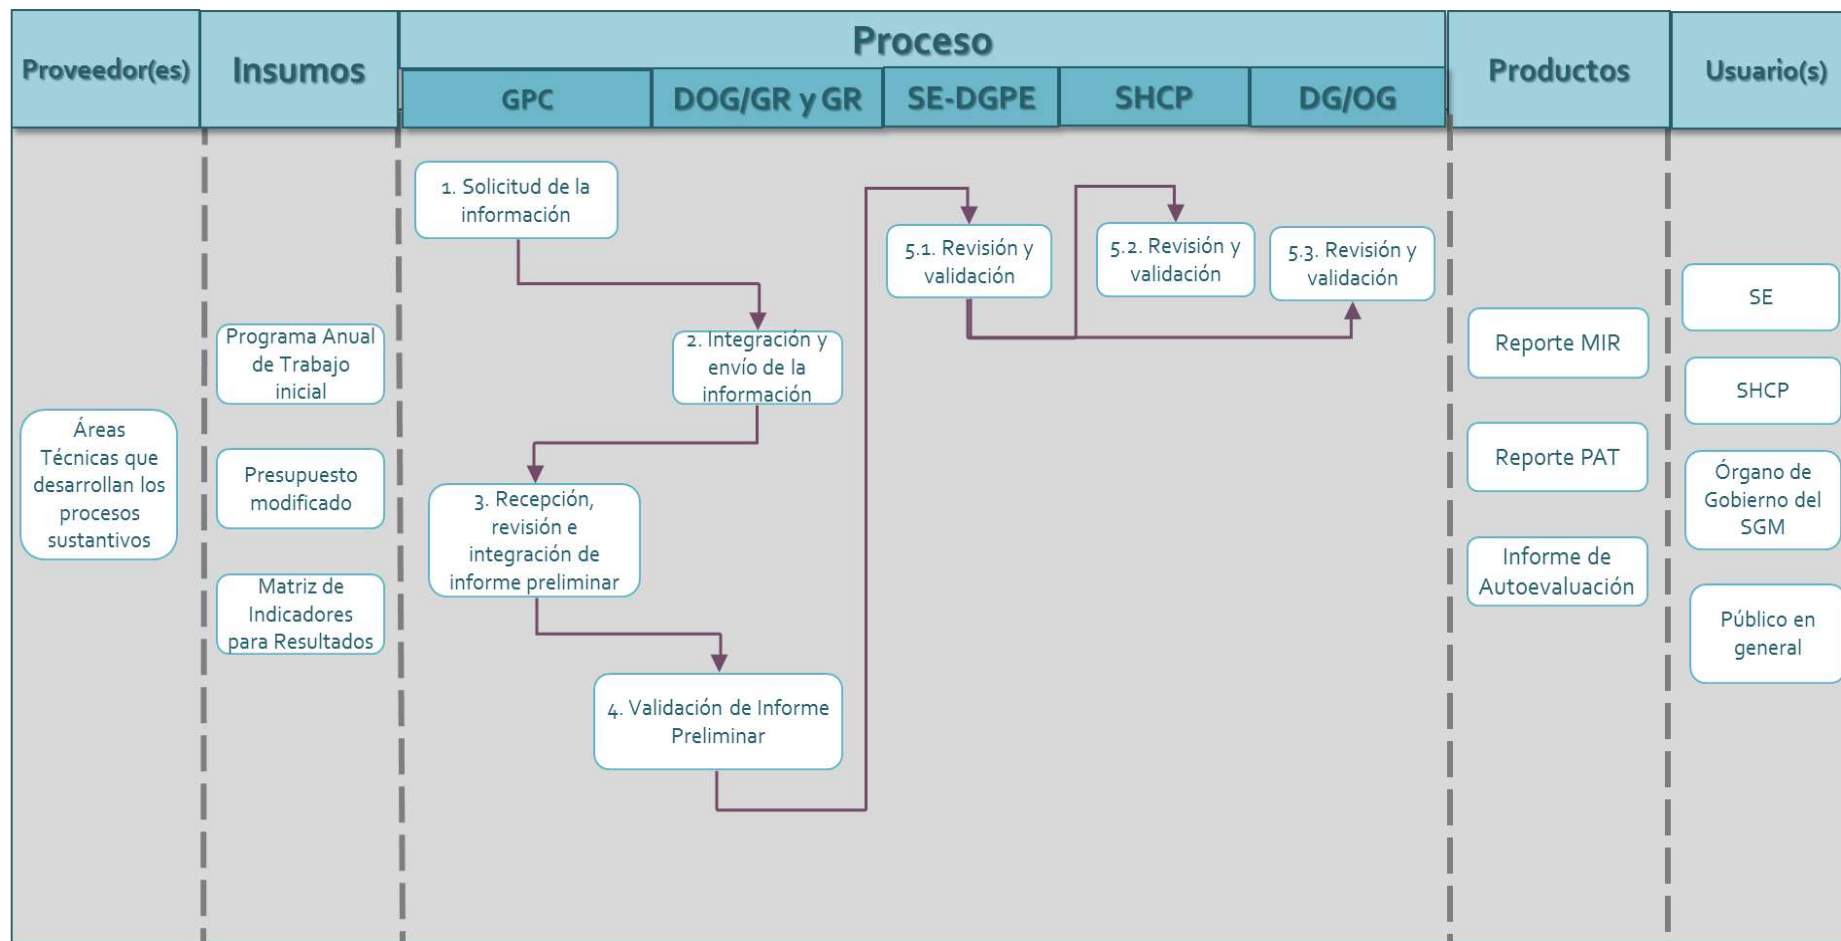 Proveedor(es)
Insumos
Proceso
GPC
DOG/GR y GR
SE-DGPE
SHCP
DG/OG
Productos
Usuario(s)
Áreas
Técnicas que
desarrollan los
procesos
sustantivos
Programa Anual
de Trabajo
inicial
Presupuesto
modificado
Matriz de
Indicadores
para Resultados
1. Solicitud de la
información
2. Integración y
envío de la
información
3. Recepción,
revisión e
integración de
informe preliminar
4. Validación de Informe
Preliminar
5.1. Revisión y
validación
5.2. Revisión y
validación
5.3. Revisión y
validación
Reporte MIR
Reporte PAT
Informe de
Autoevaluación
SE
SHCP
Órgano de
Gobierno del
SGM
Público en
general